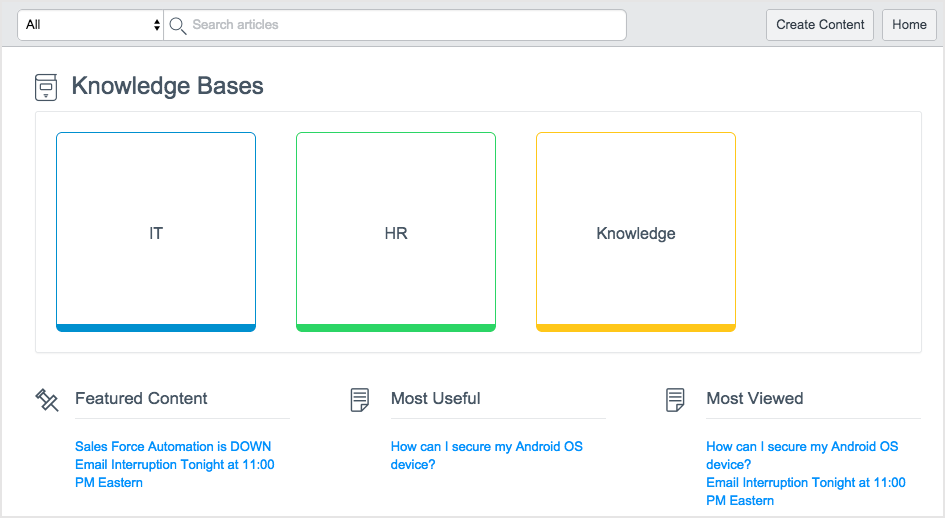 All
Search articles
Create Content
Home
Knowledge Bases
IT
HR
Knowledge
Featured Content
Sales Force Automation is DOWN
Email Interruption Tonight at 11:00
PM Eastern
Most Useful
How can I secure my Android OS
device?
Most Viewed
How can I secure my Android OS
device?
Email Interruption Tonight at 11:00
PM Eastern